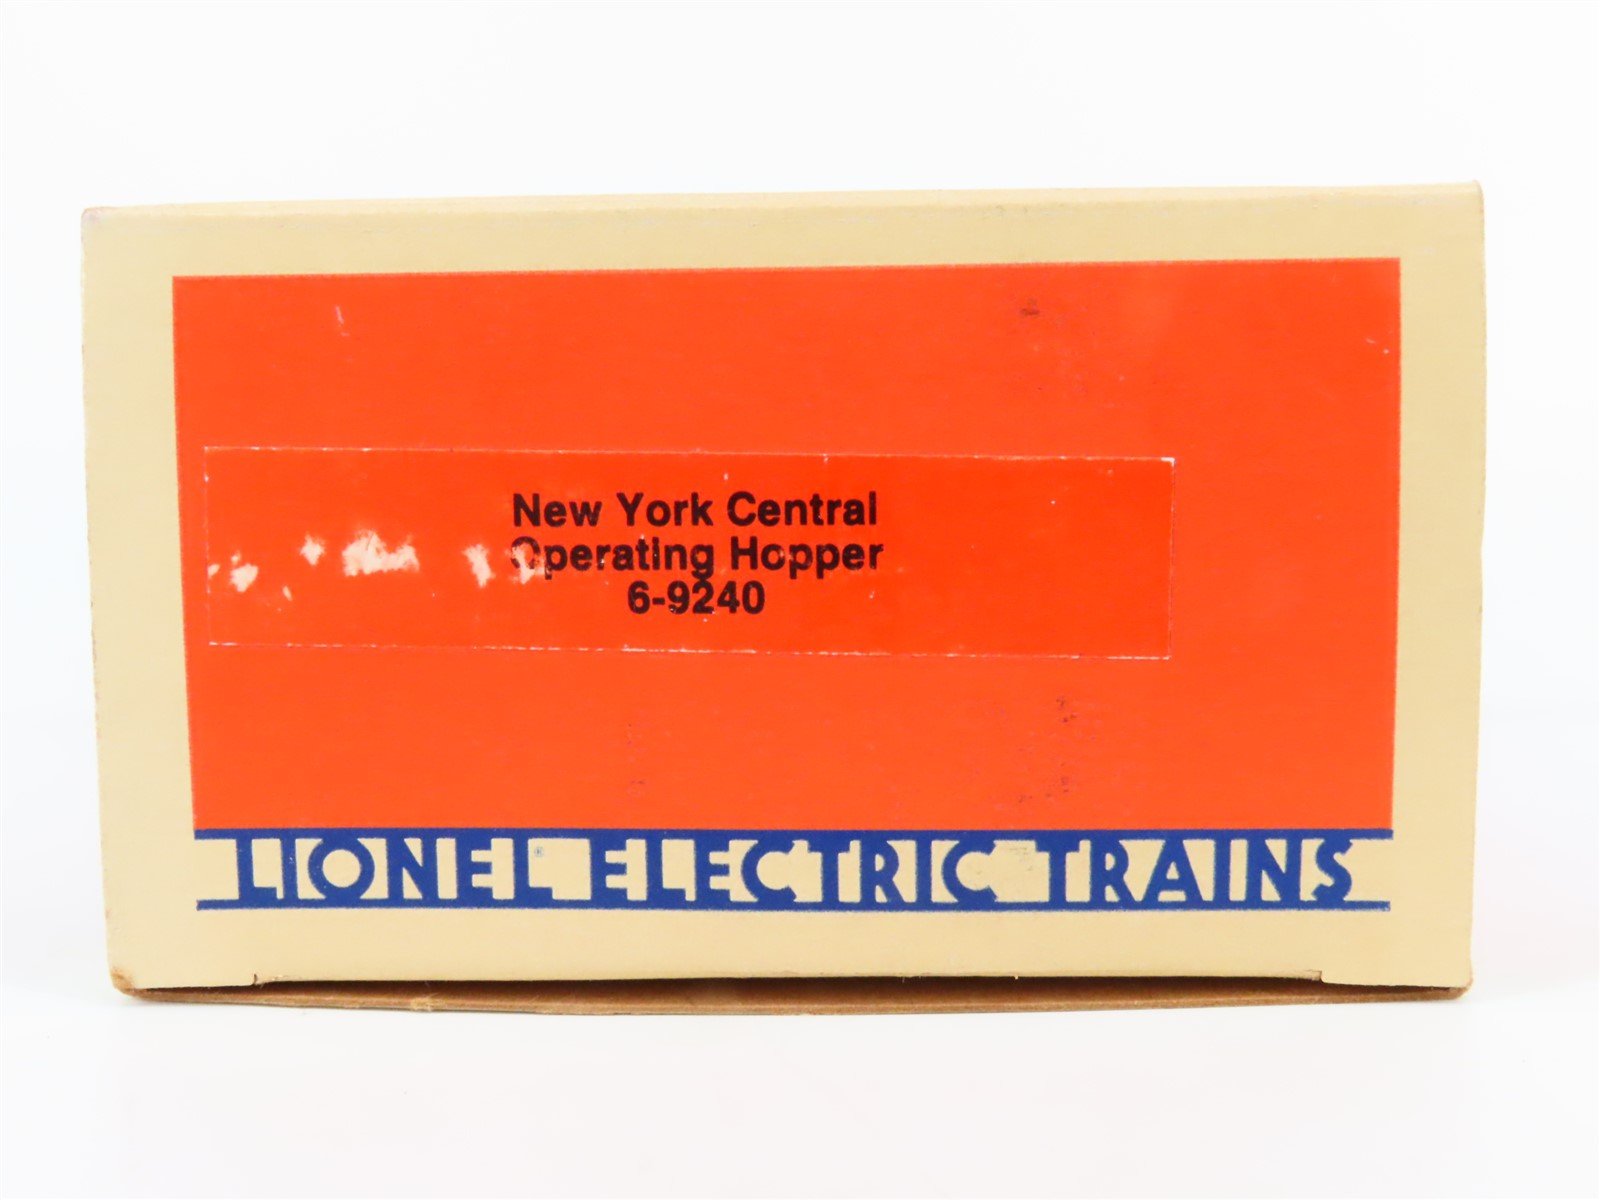 New York Central
Operating Hopper
6-9240
LIONEL® ELECTRIC TRAINS